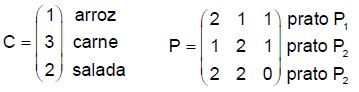 C = (1) arroz
(3) carne
(2) salada
P = (2 1 1) prato P₁
(1 2 1) prato P₂
(2 2 0) prato P₂